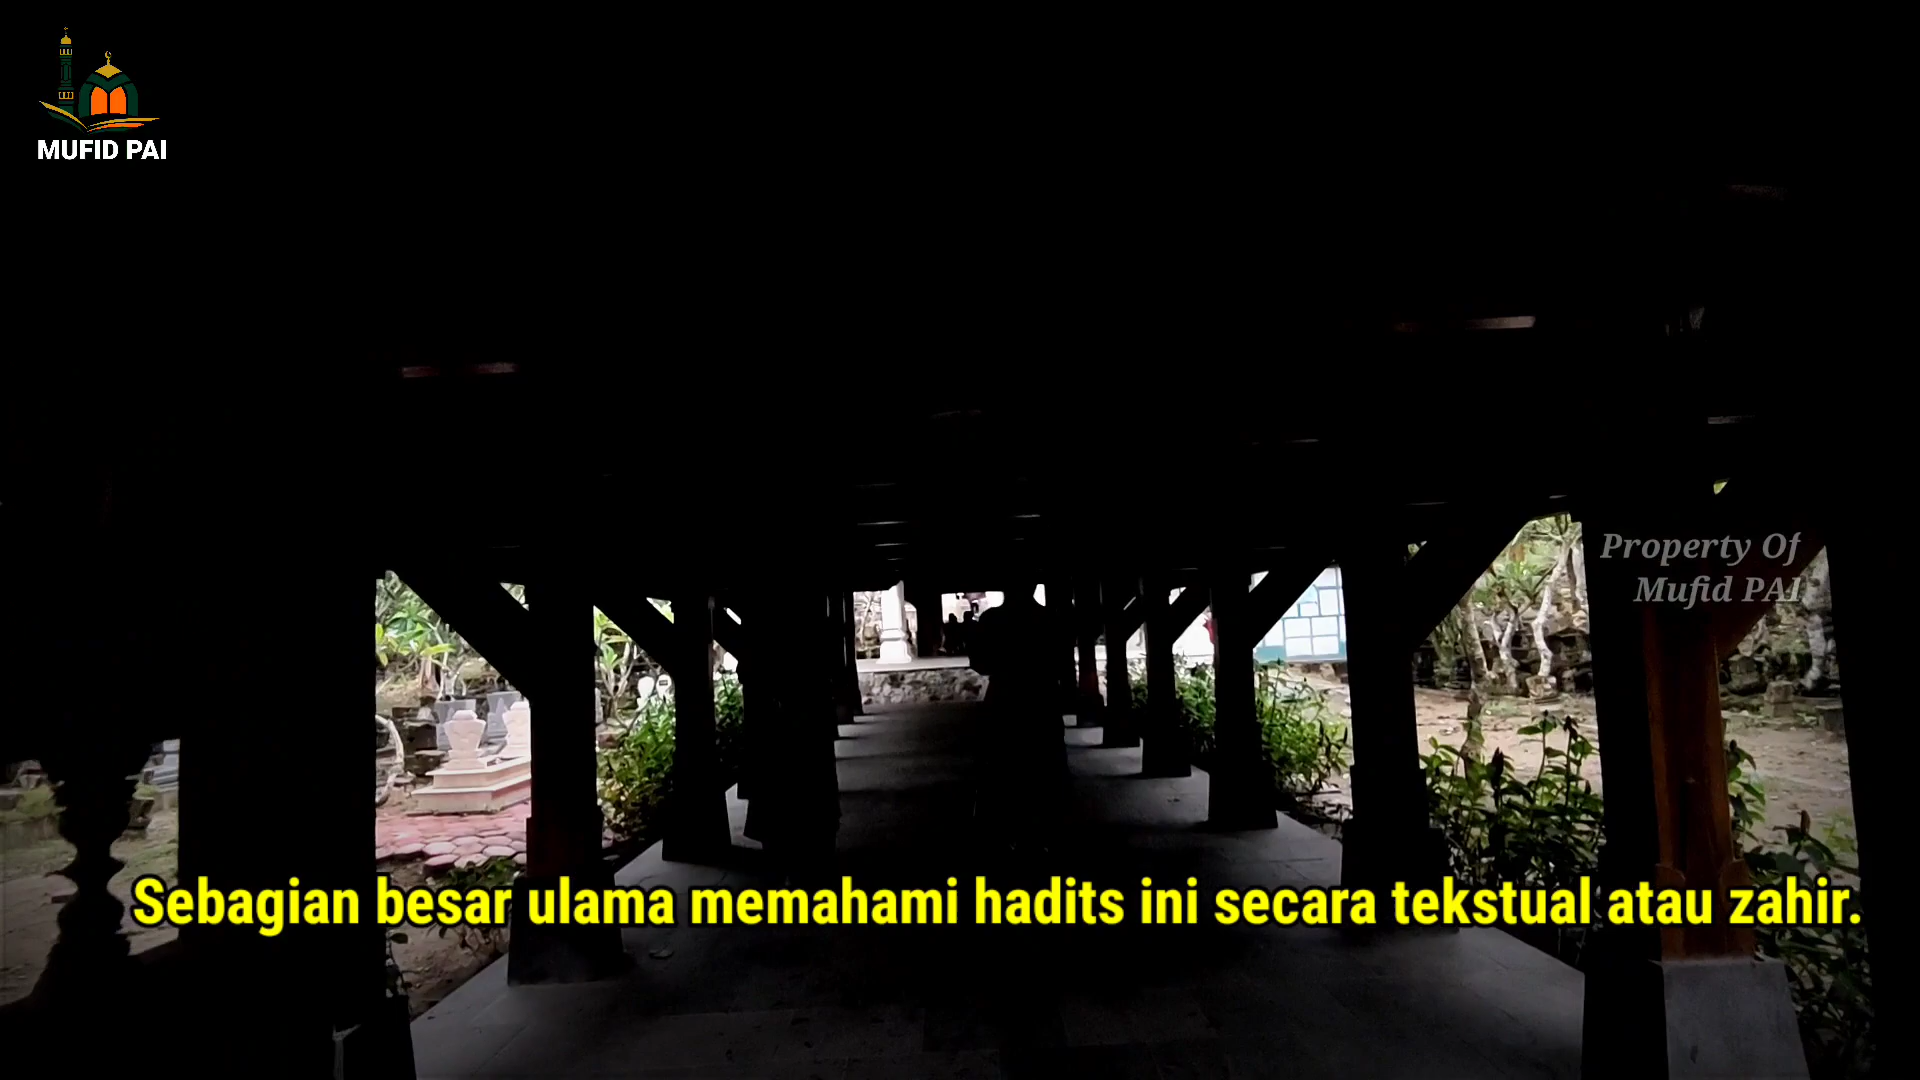 MUFID PAI
Property Of
Mufid PAI
Sebagian besar ulama memahami hadits ini secara tekstual atau zahir.